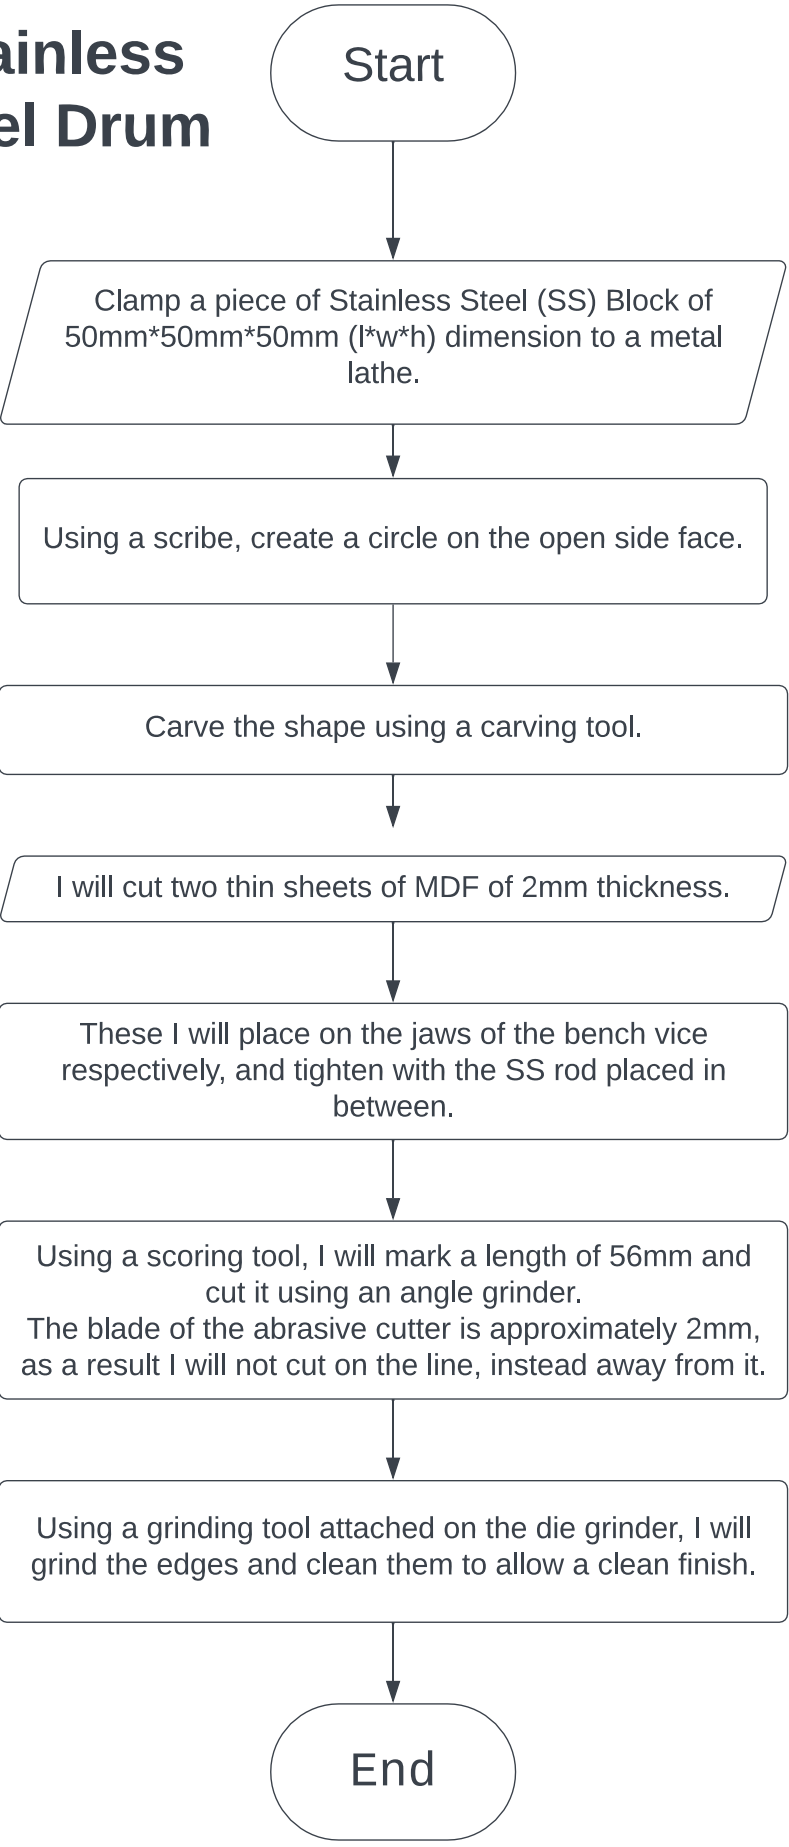 ainless
el Drum
Start
Clamp a piece of Stainless Steel (SS) Block of
50mm*50mm*50mm (l*w*h) dimension to a metal
lathe.
Using a scribe, create a circle on the open side face.
Carve the shape using a carving tool.
I will cut two thin sheets of MDF of 2mm thickness.
These I will place on the jaws of the bench vice
respectively, and tighten with the SS rod placed in
between.
Using a scoring tool, I will mark a length of 56mm and
cut it using an angle grinder.
The blade of the abrasive cutter is approximately 2mm,
as a result I will not cut on the line, instead away from it.
Using a grinding tool attached on the die grinder, I will
grind the edges and clean them to allow a clean finish.
End